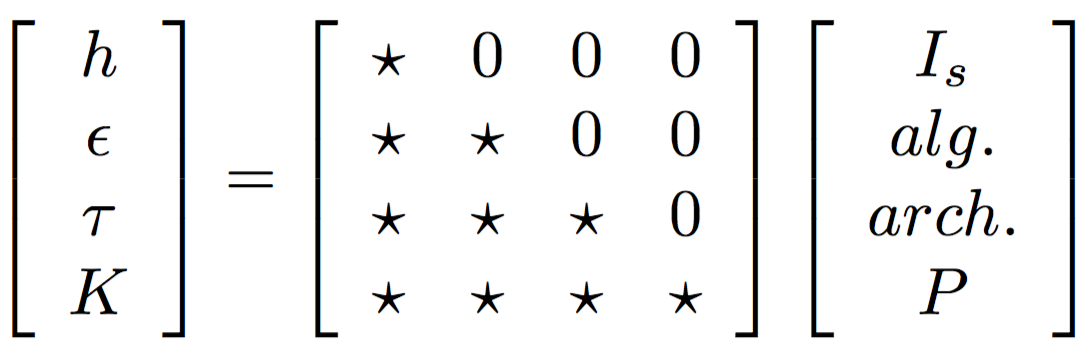 h ⋆ 0 0 0 I_s
ϵ ⋆ ⋆ 0 0 alg.
= 
τ ⋆ ⋆ ⋆ 0 arch.
K ⋆ ⋆ ⋆ ⋆ P